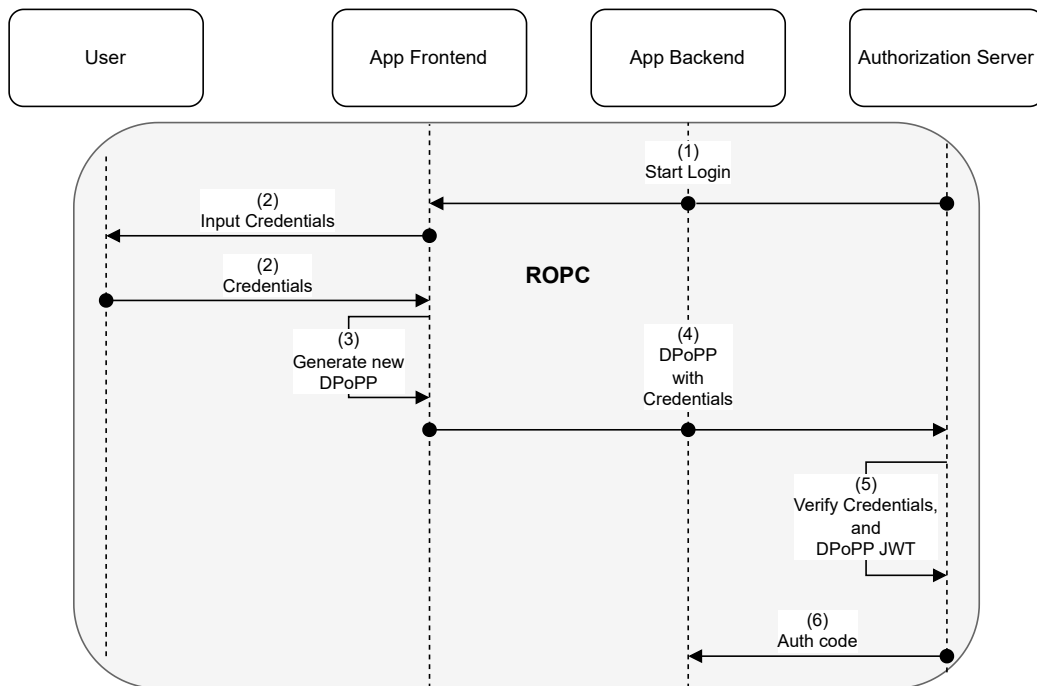 User
App Frontend
App Backend
Authorization Server
(1)
Start Login
(2)
Input Credentials
(2)
Credentials
ROPC
(3)
Generate new
DPoPP
(4)
DPoPP
with
Credentials
(5)
Verify Credentials,
and
DPoPP JWT
(6)
Auth code